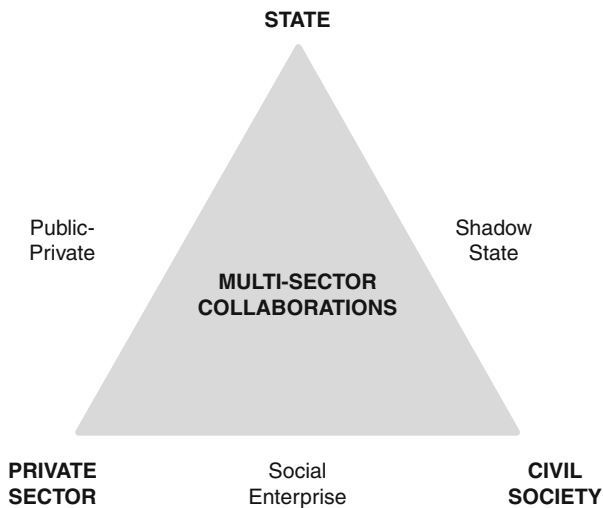 STATE
Public-
Private
Shadow
State
MULTI-SECTOR
COLLABORATIONS
PRIVATE
SECTOR
Social
Enterprise
CIVIL
SOCIETY